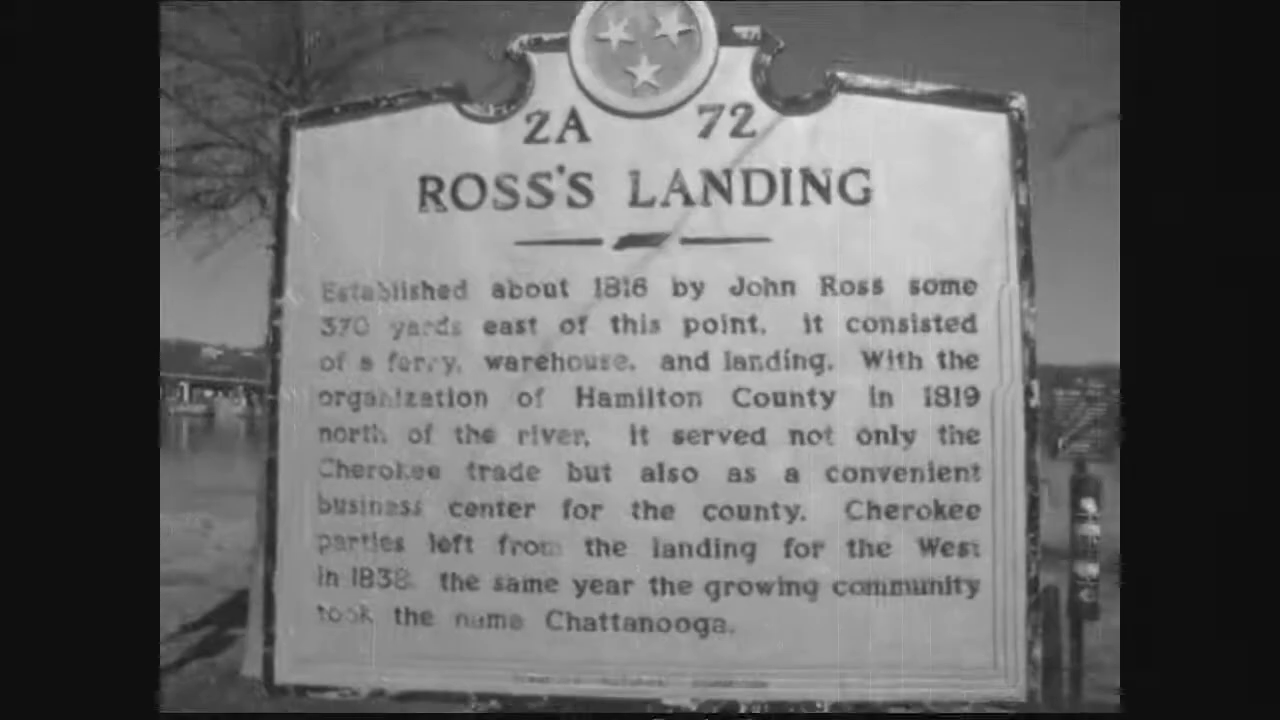 2A 72
ROSS'S LANDING
Established about 1816 by John Ross some
370 yards east of this point, it consisted
of a ferry, warehouse, and landing. With the
organization of Hamilton County in 1819
north of the river, it served not only the
Cherokee trade but also as a convenient
business center for the county. Cherokee
parties left from the landing for the West
in 1838, the same year the growing community
took the name Chattanooga.